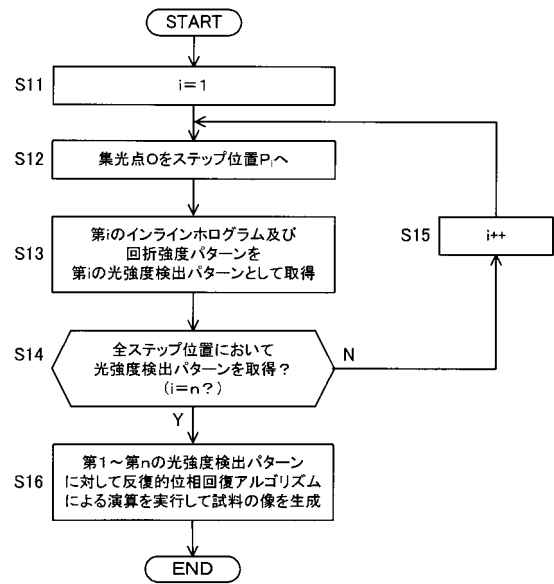 START
S11
i＝1
S12
集光点Oをステップ位置Piへ
S13
第iのインラインホログラム及び
回折強度パターンを
第iの光強度検出パターンとして取得
S15
i++
S14
全ステップ位置において
光強度検出パターンを取得？
(i＝n？)
N
Y
S16
第1～第nの光強度検出パターン
に対して反復的位相回復アルゴリズム
による演算を実行して試料の像を生成
END